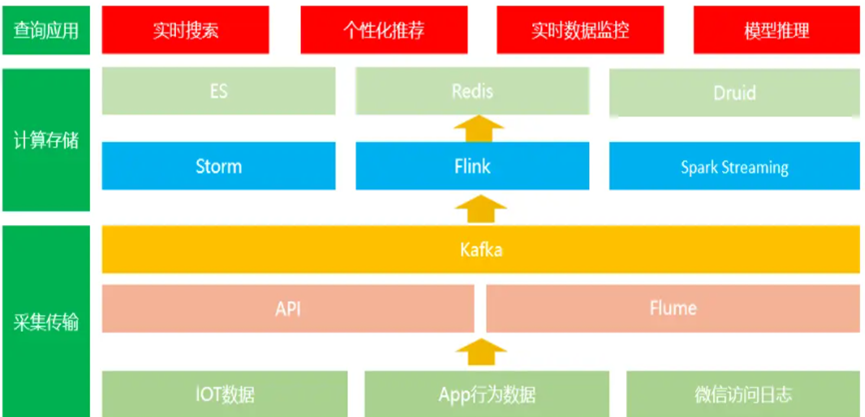 查询应用
实时搜索
个性化推荐
实时数据监控
模型推理
计算存储
ES
Redis
Druid
Storm
Flink
Spark Streaming
采集传输
Kafka
API
Flume
IOT数据
App行为数据
微信访问日志